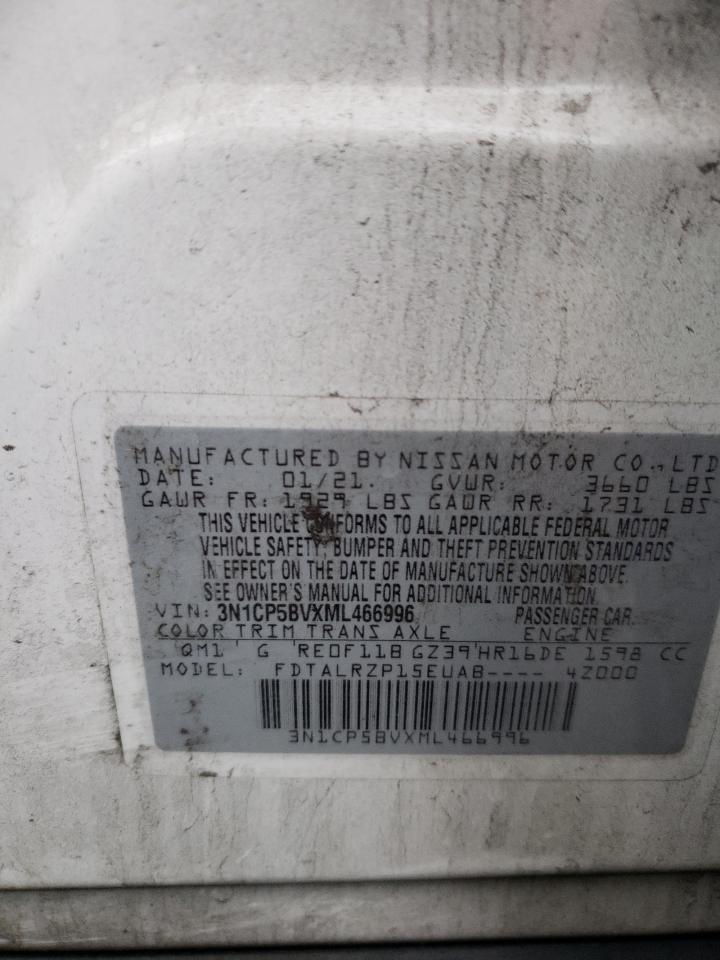 MANUFACTURED BY NISSAN MOTOR CO., LTD
DATE: 01/21. GVWR: 3660 LBS
GAWR FR: 1929 LBS GAWR RR: 1731 LBS
THIS VEHICLE CONFORMS TO ALL APPLICABLE FEDERAL MOTOR
VEHICLE SAFETY, BUMPER AND THEFT PREVENTION STANDARDS
IN EFFECT ON THE DATE OF MANUFACTURE SHOWN ABOVE.
SEE OWNER'S MANUAL FOR ADDITIONAL INFORMATION.
VIN: 3N1CP5BVXML466996 PASSENGER CAR.
COLOR TRIM TRANS AXLE ENGINE
QM1 G RE0F11B GZ39 HR16DE 1598 CC
MODEL: FDTALRZP15EUAB---- 4Z000
3N1CP5BVXML466996